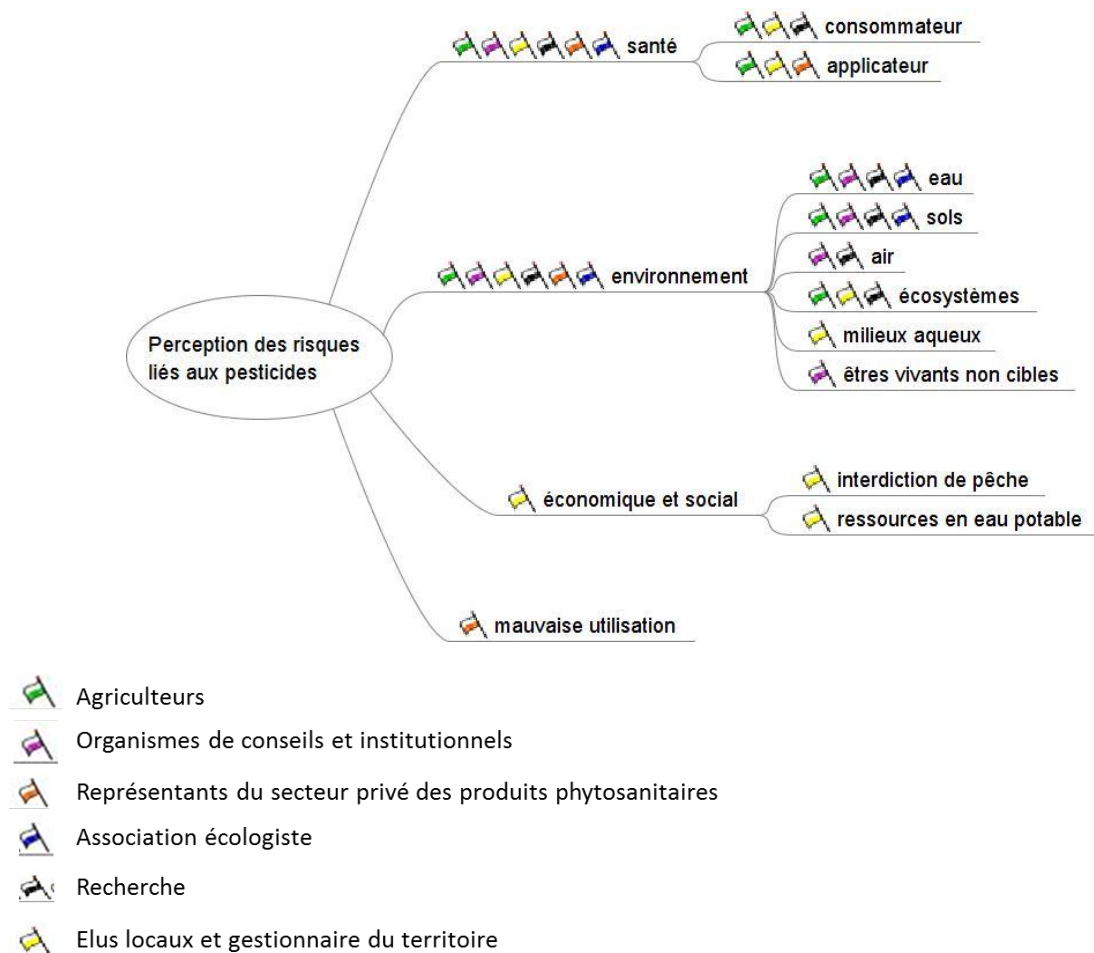 santé
consommateur
applicateur
Perception des risques
liés aux pesticides
environnement
eau
sols
air
écosystèmes
milieux aqueux
êtres vivants non cibles
économique et social
interdiction de pêche
ressources en eau potable
mauvaise utilisation
Agriculteurs
Organismes de conseils et institutionnels
Représentants du secteur privé des produits phytosanitaires
Association écologiste
Recherche
Elus locaux et gestionnaire du territoire